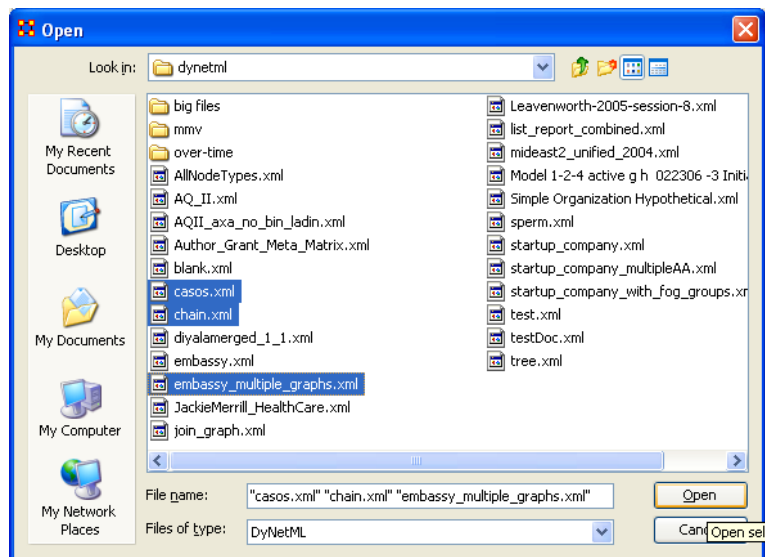 Open
Look in:
dynetml
My Recent
Documents
Desktop
My Documents
My Computer
My Network
Places
big files
mmv
over-time
AllNodeTypes.xml
AQ_II.xml
AQII_axa_no_bin_ladin.xml
Author_Grant_Meta_Matrix.xml
blank.xml
casos.xml
chain.xml
diyalamerged_1_1.xml
embassy.xml
embassy_multiple_graphs.xml
JackieMerrill_HealthCare.xml
join_graph.xml
Leavenworth-2005-session-8.xml
list_report_combined.xml
mideast2_unified_2004.xml
Model 1-2-4 active g h 022306 -3 Initi
Simple Organization Hypothetical.xml
sperm.xml
startup_company.xml
startup_company_multipleAA.xml
startup_company_with_fog_groups.xm
test.xml
testDoc.xml
tree.xml
File name:
"casos.xml" "chain.xml" "embassy_multiple_graphs.xml"
Open
Files of type:
DyNetML
Canc
Open sel